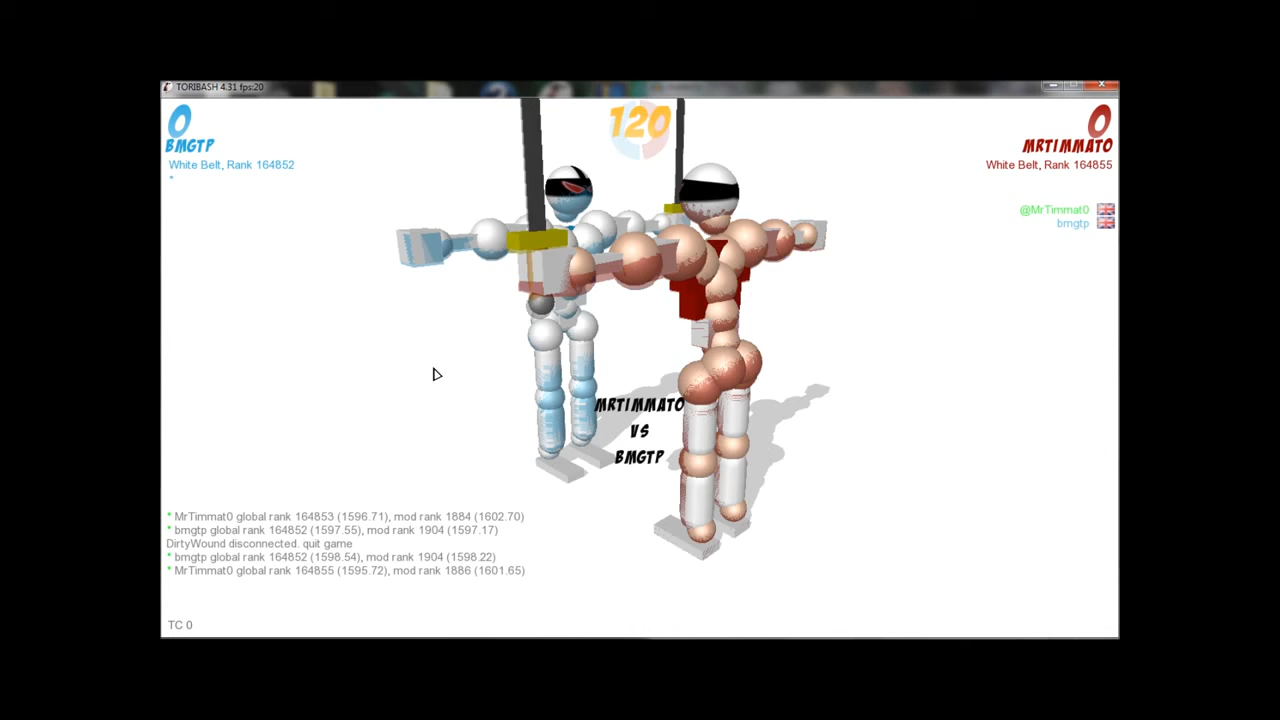 TORIBASH 4.31 fps:20
0
BMGTP
White Belt, Rank 164852
*
120
0
MRTIMMATO
White Belt, Rank 164855
@MrTimmat0
bmgtp
MRTIMMATO
VS
BMGTP
* MrTimmat0 global rank 164853 (1596.71), mod rank 1884 (1602.70)
* bmgtp global rank 164852 (1597.55), mod rank 1904 (1597.17)
DirtyWound disconnected. quit game
* bmgtp global rank 164852 (1598.54), mod rank 1904 (1598.22)
* MrTimmat0 global rank 164855 (1595.72), mod rank 1886 (1601.65)
TC 0